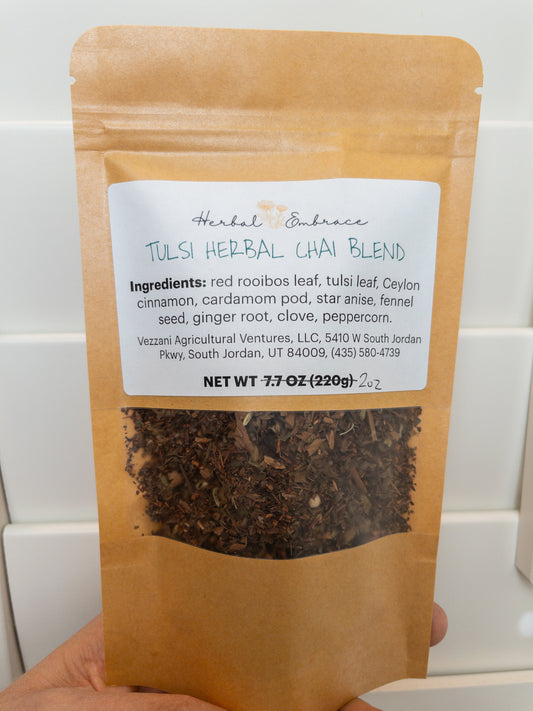 Herbal Embrace
TULSI HERBAL CHAI BLEND
Ingredients: red rooibos leaf, tulsi leaf, Ceylon
cinnamon, cardamom pod, star anise, fennel
seed, ginger root, clove, peppercorn.
Vezzani Agricultural Ventures, LLC, 5410 W South Jordan
Pkwy, South Jordan, UT 84009, (435) 580-4739
NET WT 7.7 OZ (220g) 2oz